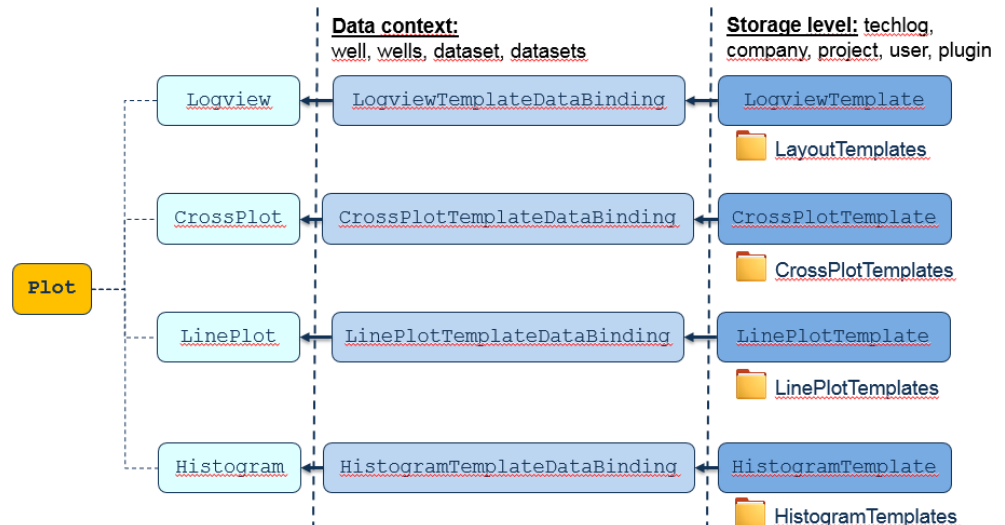 Data context:
well, wells, dataset, datasets
Storage level: techlog,
company, project, user, plugin
Logview
LogviewTemplateDataBinding
LogviewTemplate
LayoutTemplates
CrossPlot
CrossPlotTemplateDataBinding
CrossPlotTemplate
CrossPlotTemplates
Plot
LinePlot
LinePlotTemplateDataBinding
LinePlotTemplate
LinePlotTemplates
Histogram
HistogramTemplateDataBinding
HistogramTemplate
HistogramTemplates